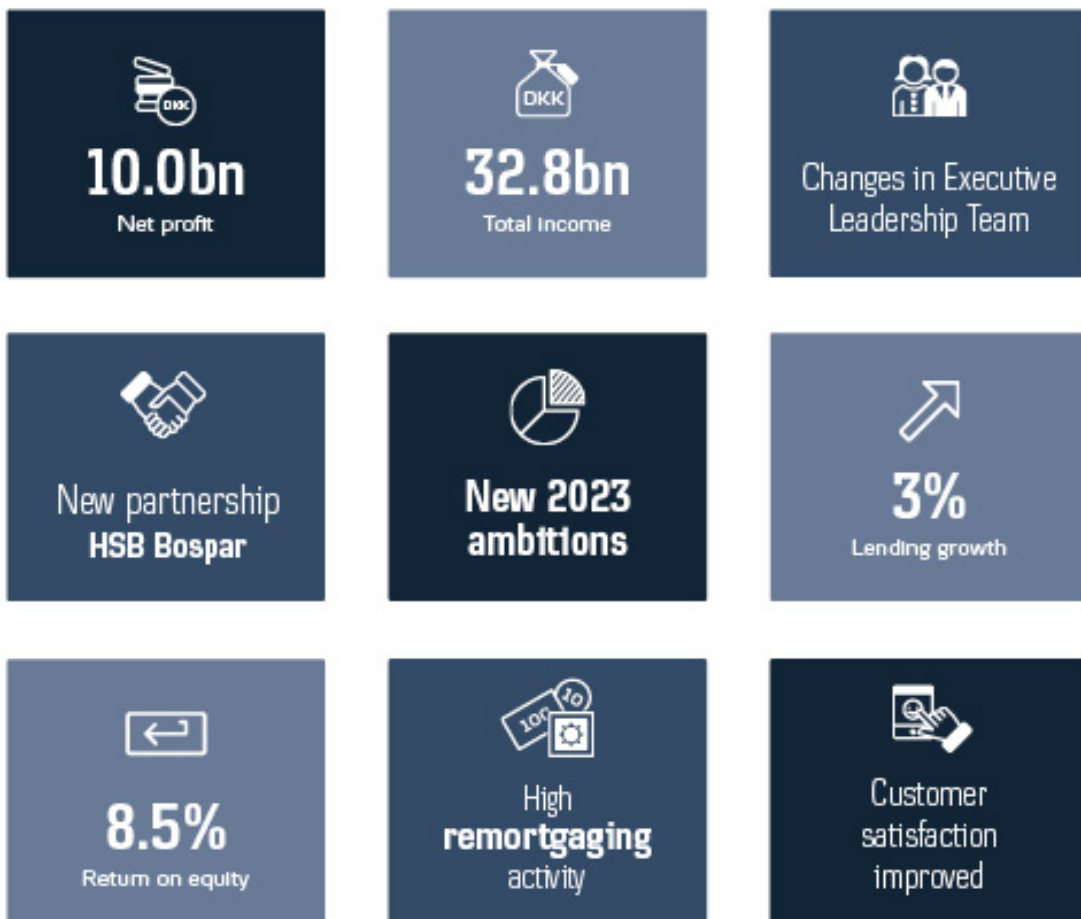 DKK
10.0bn
Net profit
DKK
32.8bn
Total income
Changes in Executive
Leadership Team
New partnership
HSB Bospar
New 2023
ambitions
3%
Lending growth
8.5%
Return on equity
100
10
High
remortgaging
activity
Customer
satisfaction
improved